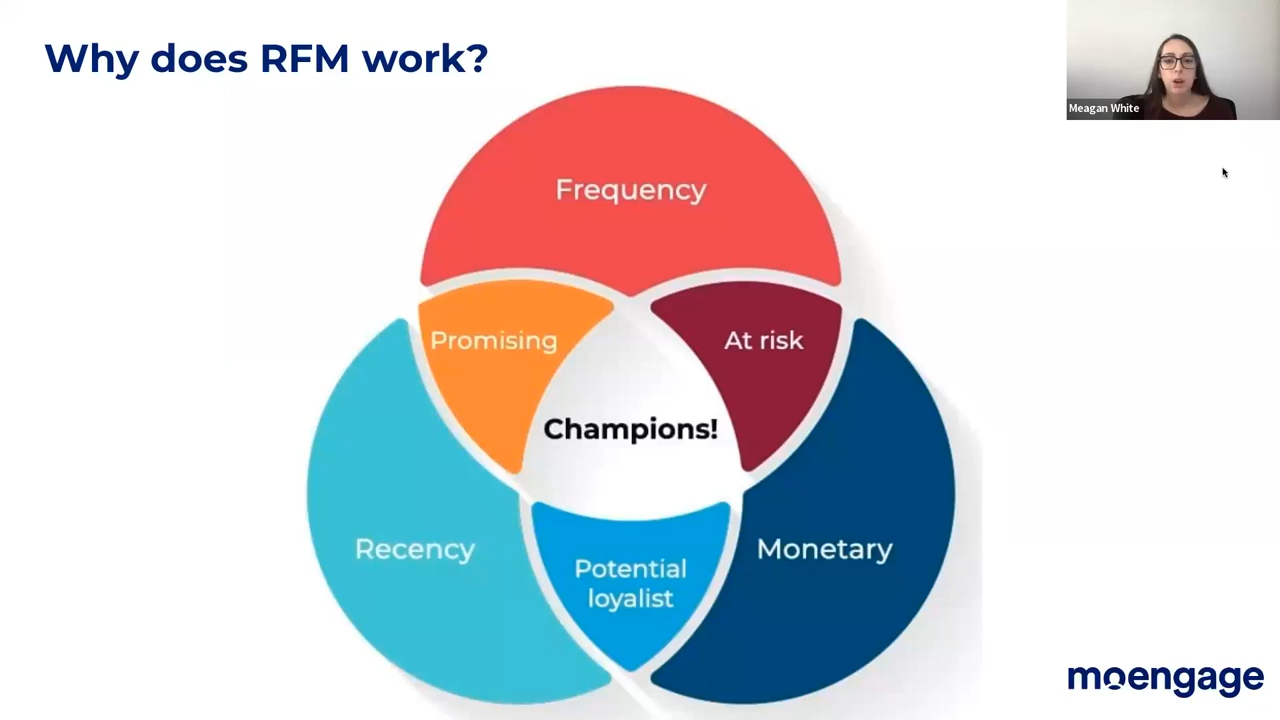 Why does RFM work?
Meagan White
Frequency
Promising
At risk
Champions!
Recency
Monetary
Potential
loyalist
moengage